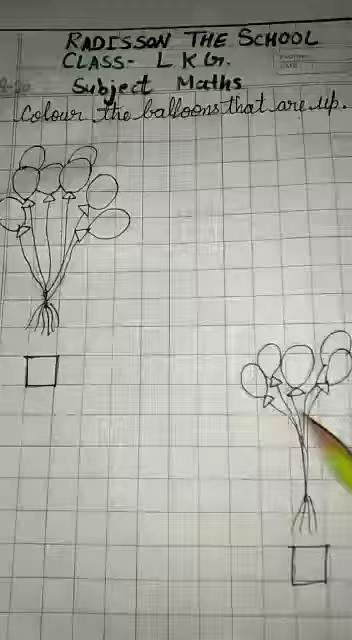 RADISSON THE SCHOOL
CLASS- L K G.
Subject Maths
Colour the balloons that are up.